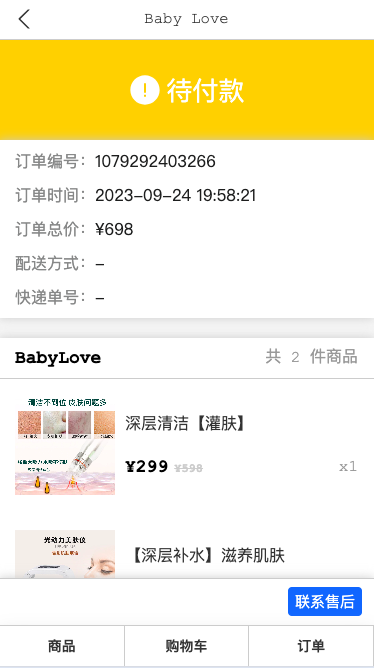 Baby Love
待付款
订单编号: 1079292403266
订单时间: 2023-09-24 19:58:21
订单总价: ¥698
配送方式: -
快递单号: -
BabyLove 共 2 件商品
清洁不到位 皮肤问题多
深层清洁【灌肤】
¥299 ¥598 x1
光动力美肤仪
【深层补水】滋养肌肤
联系售后
商品 购物车 订单